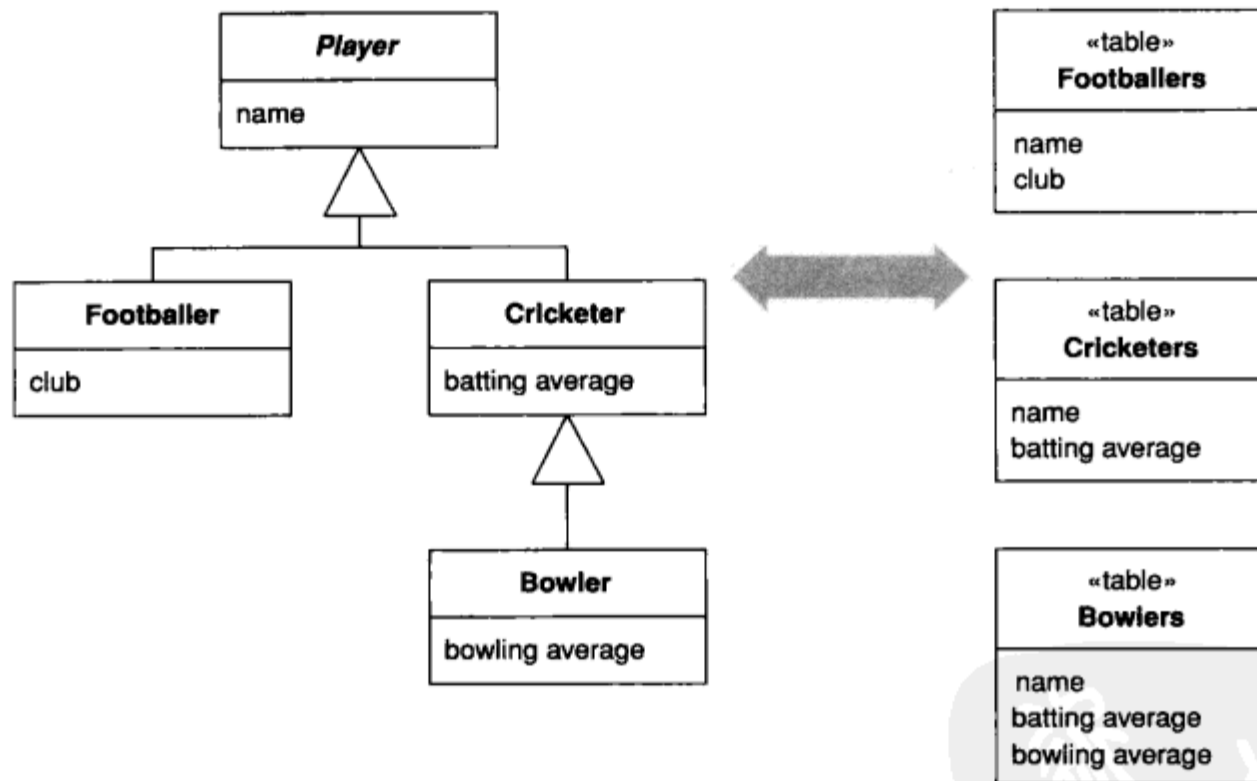 Player
name
Footballer
club
Cricketer
batting average
Bowler
bowling average
«table»
Footballers
name
club
«table»
Cricketers
name
batting average
«table»
Bowlers
name
batting average
bowling average